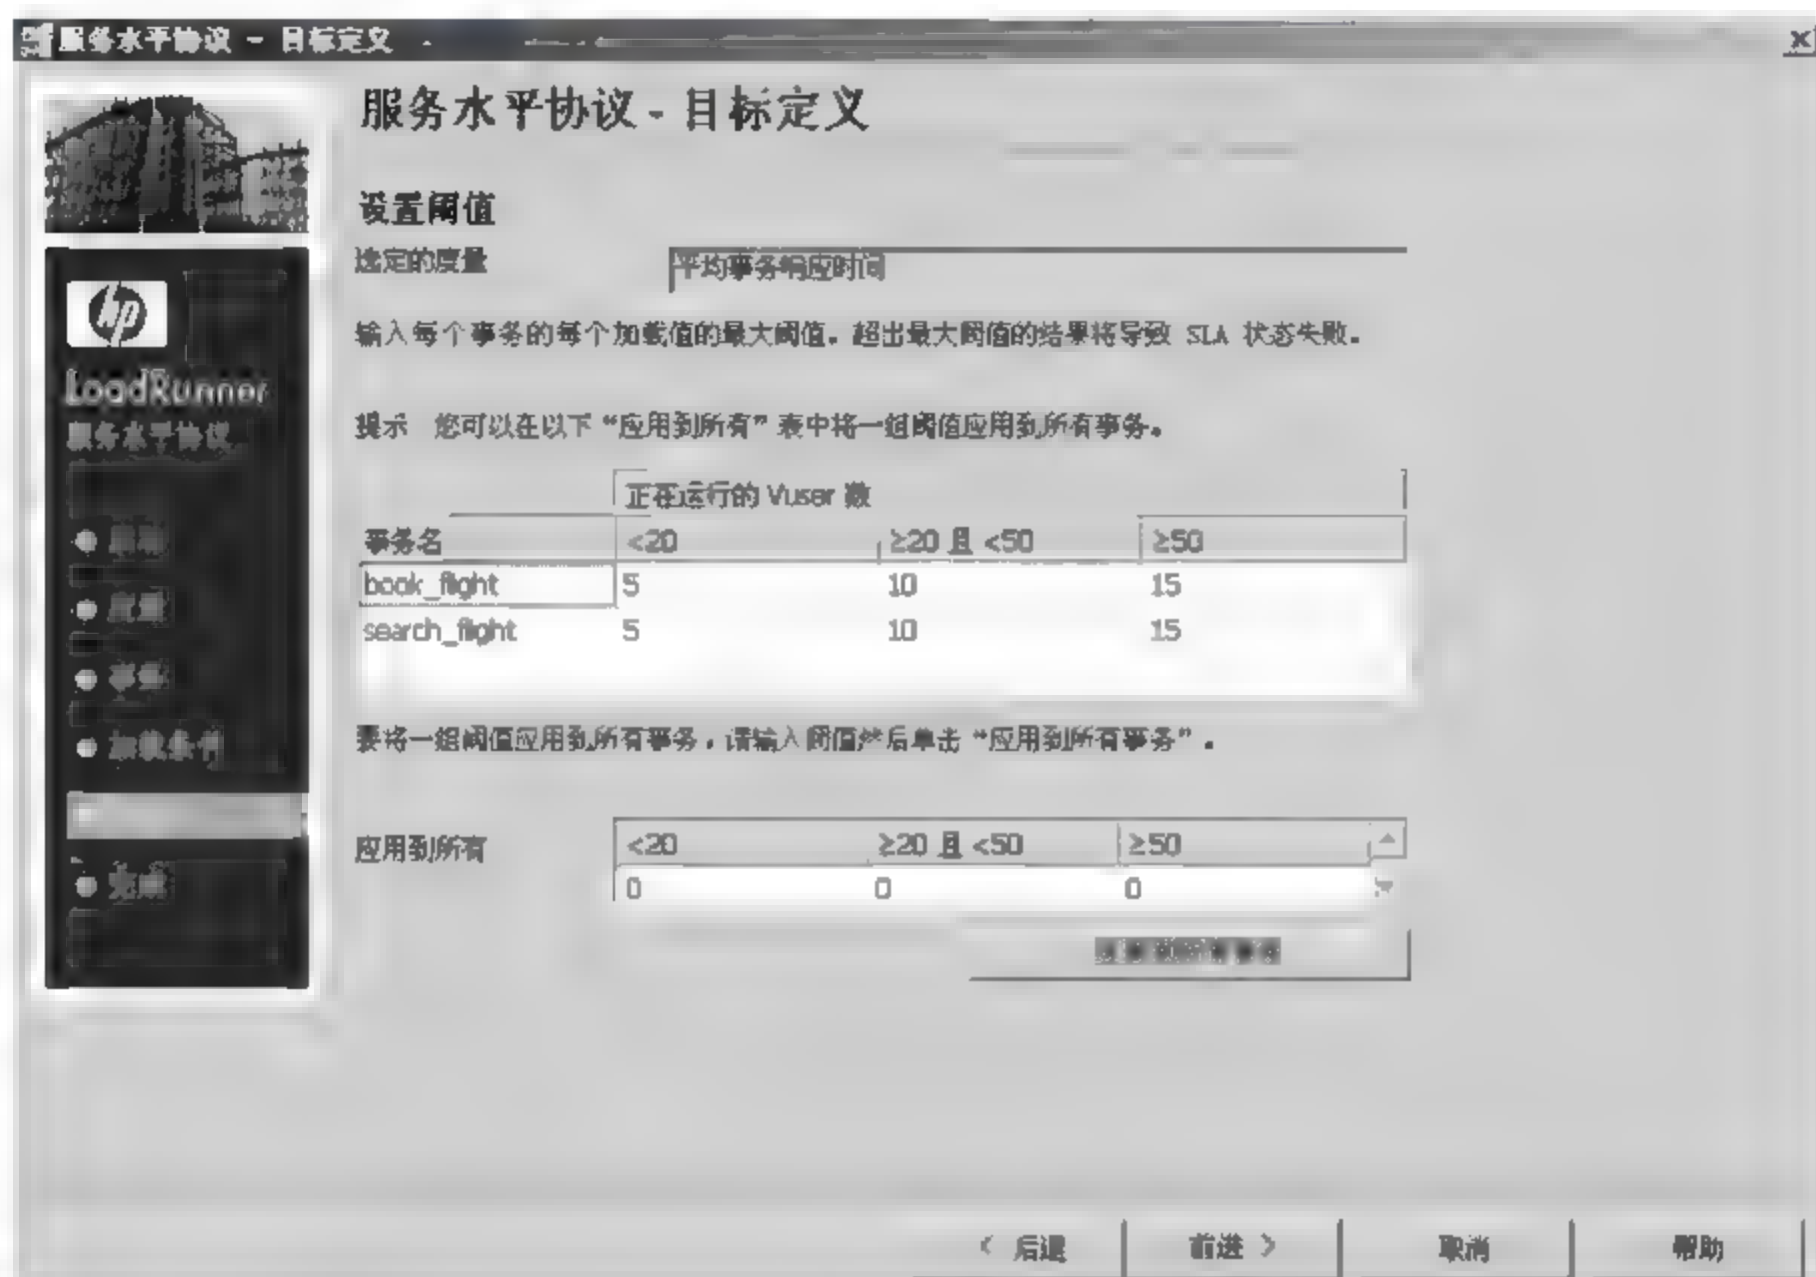 服务水平协议 - 目标定义
服务水平协议 - 目标定义
设置阈值
选定的度量 平均事务响应时间
输入每个事务的每个加载值的最大阈值。超出最大阈值的结果将导致 SLA 状态失败。
提示 您可以在以下“应用到所有”表中将一组阈值应用到所有事务。
正在运行的 Vuser 数
事务名 <20 ≥20 且 <50 ≥50
book_flight 5 10 15
search_flight 5 10 15
要将一组阈值应用到所有事务，请输入阈值然后单击“应用到所有事务”。
应用到所有 <20 ≥20 且 <50 ≥50
0 0 0
hp
LoadRunner
服务水平协议
加载条件
< 后退 前进 > 取消 帮助